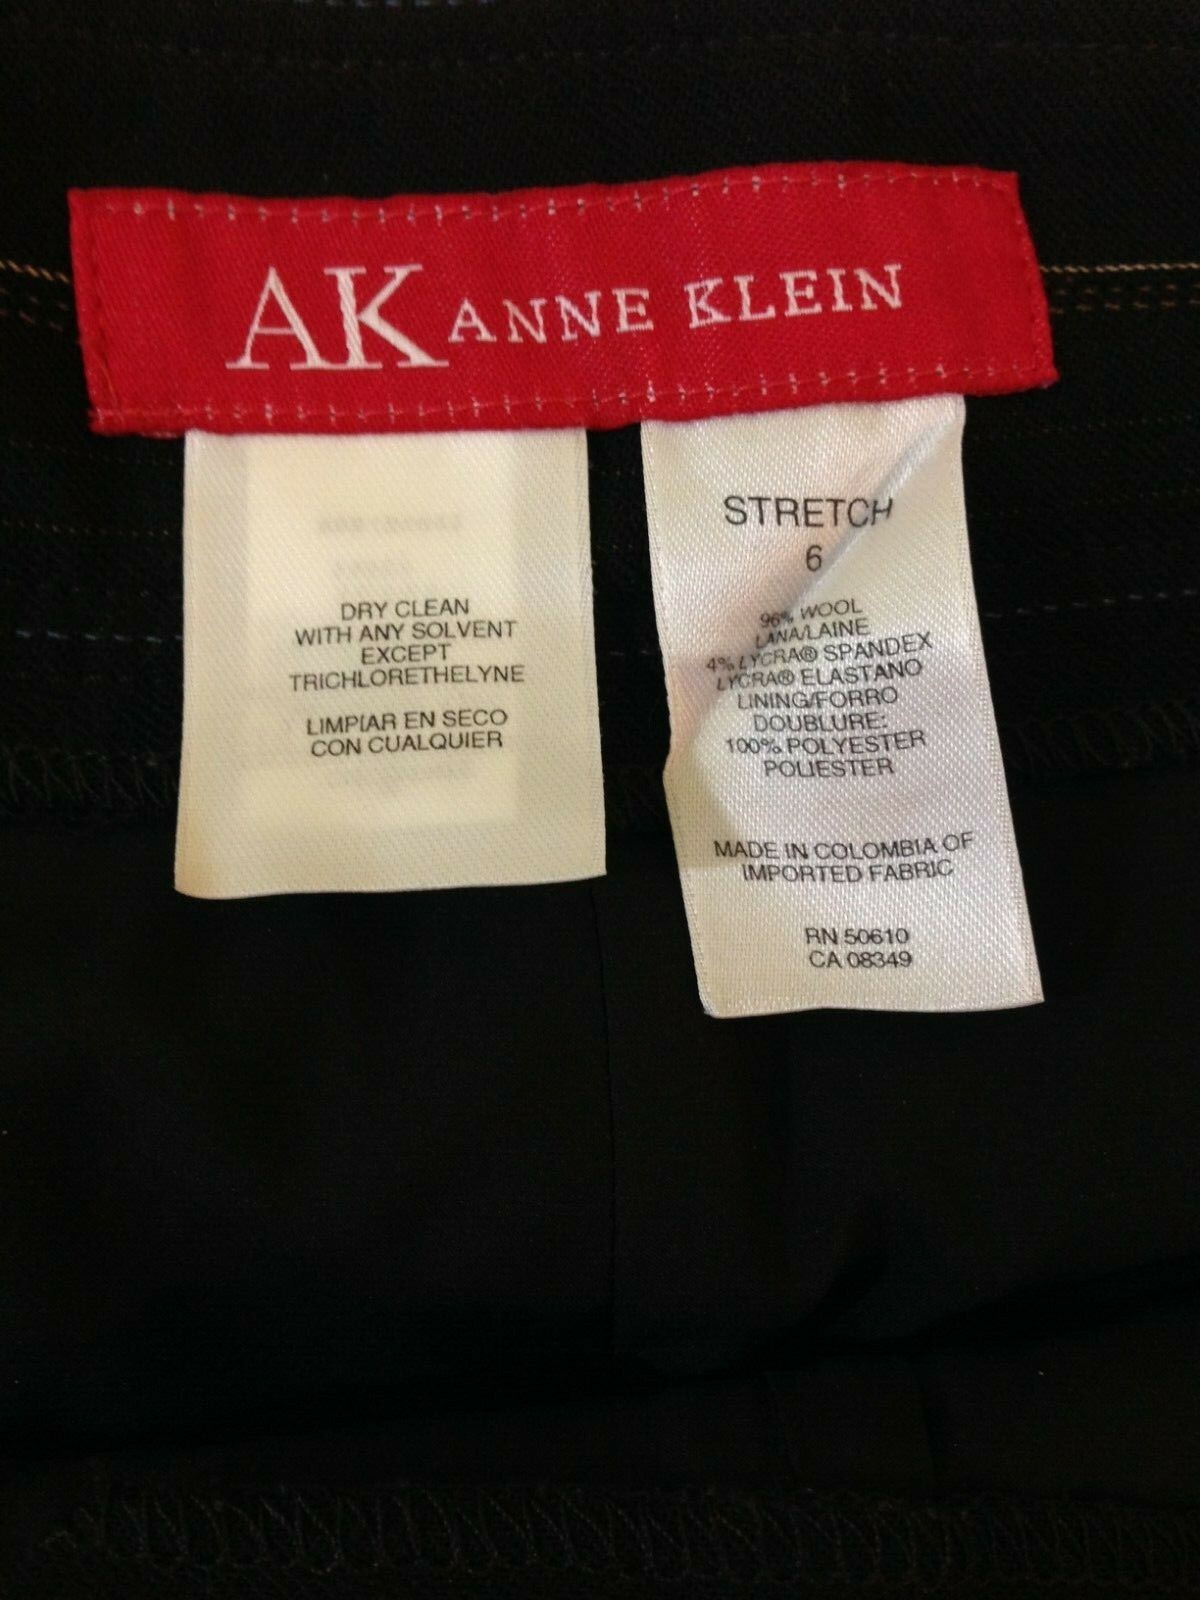 AK ANNE KLEIN
DRY CLEAN
WITH ANY SOLVENT
EXCEPT
TRICHLORETHELYNE
LIMPIAR EN SECO
CON CUALQUIER
STRETCH
6
96% WOOL
LANA/LAINE
4% LYCRA® SPANDEX
LYCRA® ELASTANO
LINING/FORRO
DOUBLURE:
100% POLYESTER
POLIESTER
MADE IN COLOMBIA OF
IMPORTED FABRIC
RN 50610
CA 08349